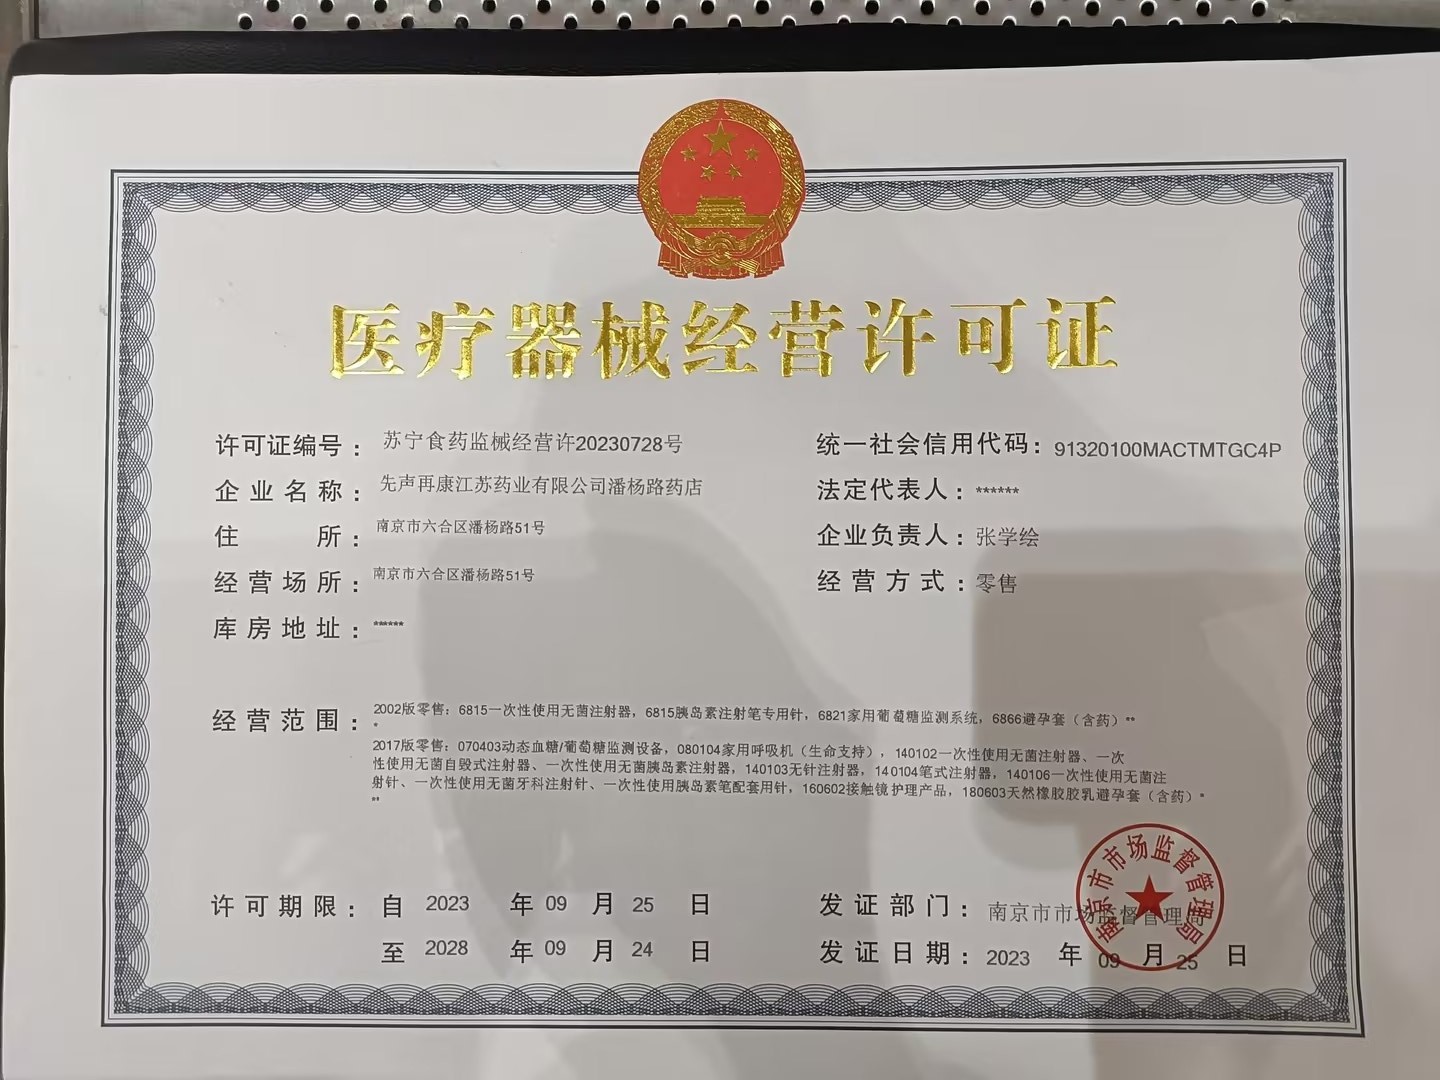 医疗器械经营许可证
许可证编号：苏宁食药监械经营许20230728号
统一社会信用代码：91320100MACTMTGC4P
企业名称：先声再康江苏药业有限公司潘杨路药店
法定代表人：******
住所：南京市六合区潘杨路51号
企业负责人：张学绘
经营场所：南京市六合区潘杨路51号
经营方式：零售
库房地址：******
经营范围：2002版零售：6815一次性使用无菌注射器，6815胰岛素注射笔专用针，6821家用葡萄糖监测系统，6866避孕套（含药）**
*
2017版零售：070403动态血糖/葡萄糖监测设备，080104家用呼吸机（生命支持），140102一次性使用无菌注射器、一次
性使用无菌自毁式注射器、一次性使用无菌胰岛素注射器，140103无针注射器，140104笔式注射器，140106一次性使用无菌注
射针、一次性使用无菌牙科注射针、一次性使用胰岛素笔配套用针，160602接触镜护理产品，180603天然橡胶胶乳避孕套（含药）*
**
许可期限：自 2023 年 09 月 25 日
至 2028 年 09 月 24 日
发证部门：南京市市场监督管理局
发证日期：2023 年 09 月 25 日
南京市市场监督管理局